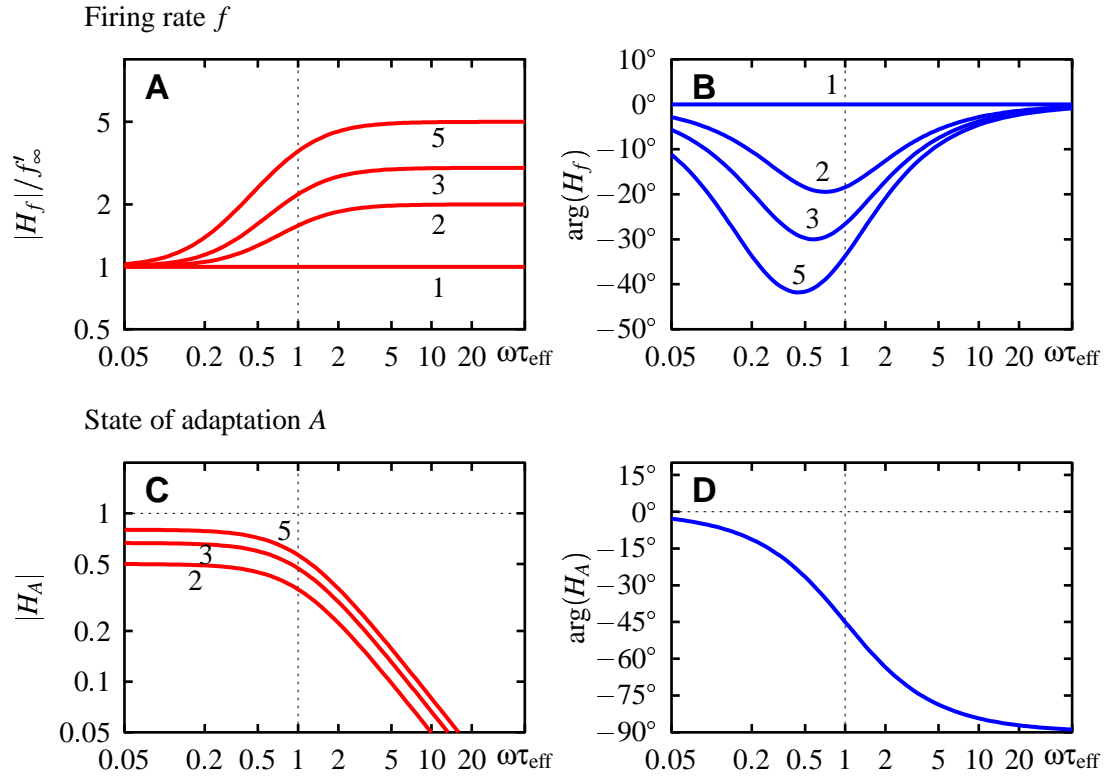 Firing rate f
A
|H_f|/f′_∞
5
2
1
0.5
5
3
2
1
0.05 0.2 0.5 1 2 5 10 20 ωτ_eff
B
arg(H_f)
10°
0°
−10°
−20°
−30°
−40°
−50°
1
2
3
5
0.05 0.2 0.5 1 2 5 10 20 ωτ_eff
State of adaptation A
C
|H_A|
1
0.5
0.2
0.1
0.05
5
3
2
0.05 0.2 0.5 1 2 5 10 20 ωτ_eff
D
arg(H_A)
15°
0°
−15°
−30°
−45°
−60°
−75°
−90°
0.05 0.2 0.5 1 2 5 10 20 ωτ_eff